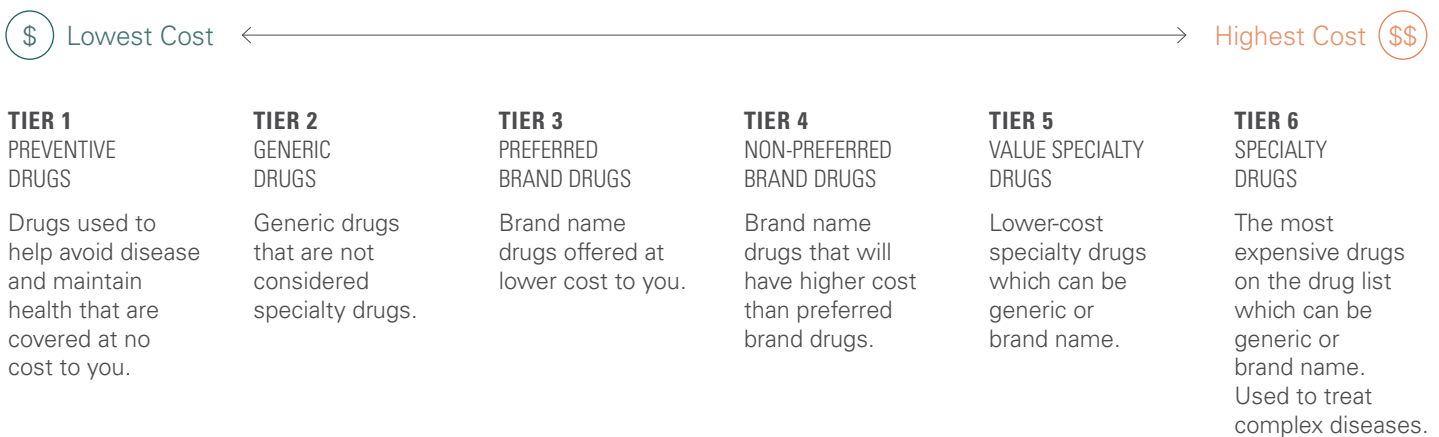 $ Lowest Cost
Highest Cost $$
TIER 1
PREVENTIVE
DRUGS
Drugs used to
help avoid disease
and maintain
health that are
covered at no
cost to you.
TIER 2
GENERIC
DRUGS
Generic drugs
that are not
considered
specialty drugs.
TIER 3
PREFERRED
BRAND DRUGS
Brand name
drugs offered at
lower cost to you.
TIER 4
NON-PREFERRED
BRAND DRUGS
Brand name
drugs that will
have higher cost
than preferred
brand drugs.
TIER 5
VALUE SPECIALTY
DRUGS
Lower-cost
specialty drugs
which can be
generic or
brand name.
TIER 6
SPECIALTY
DRUGS
The most
expensive drugs
on the drug list
which can be
generic or
brand name.
Used to treat
complex diseases.